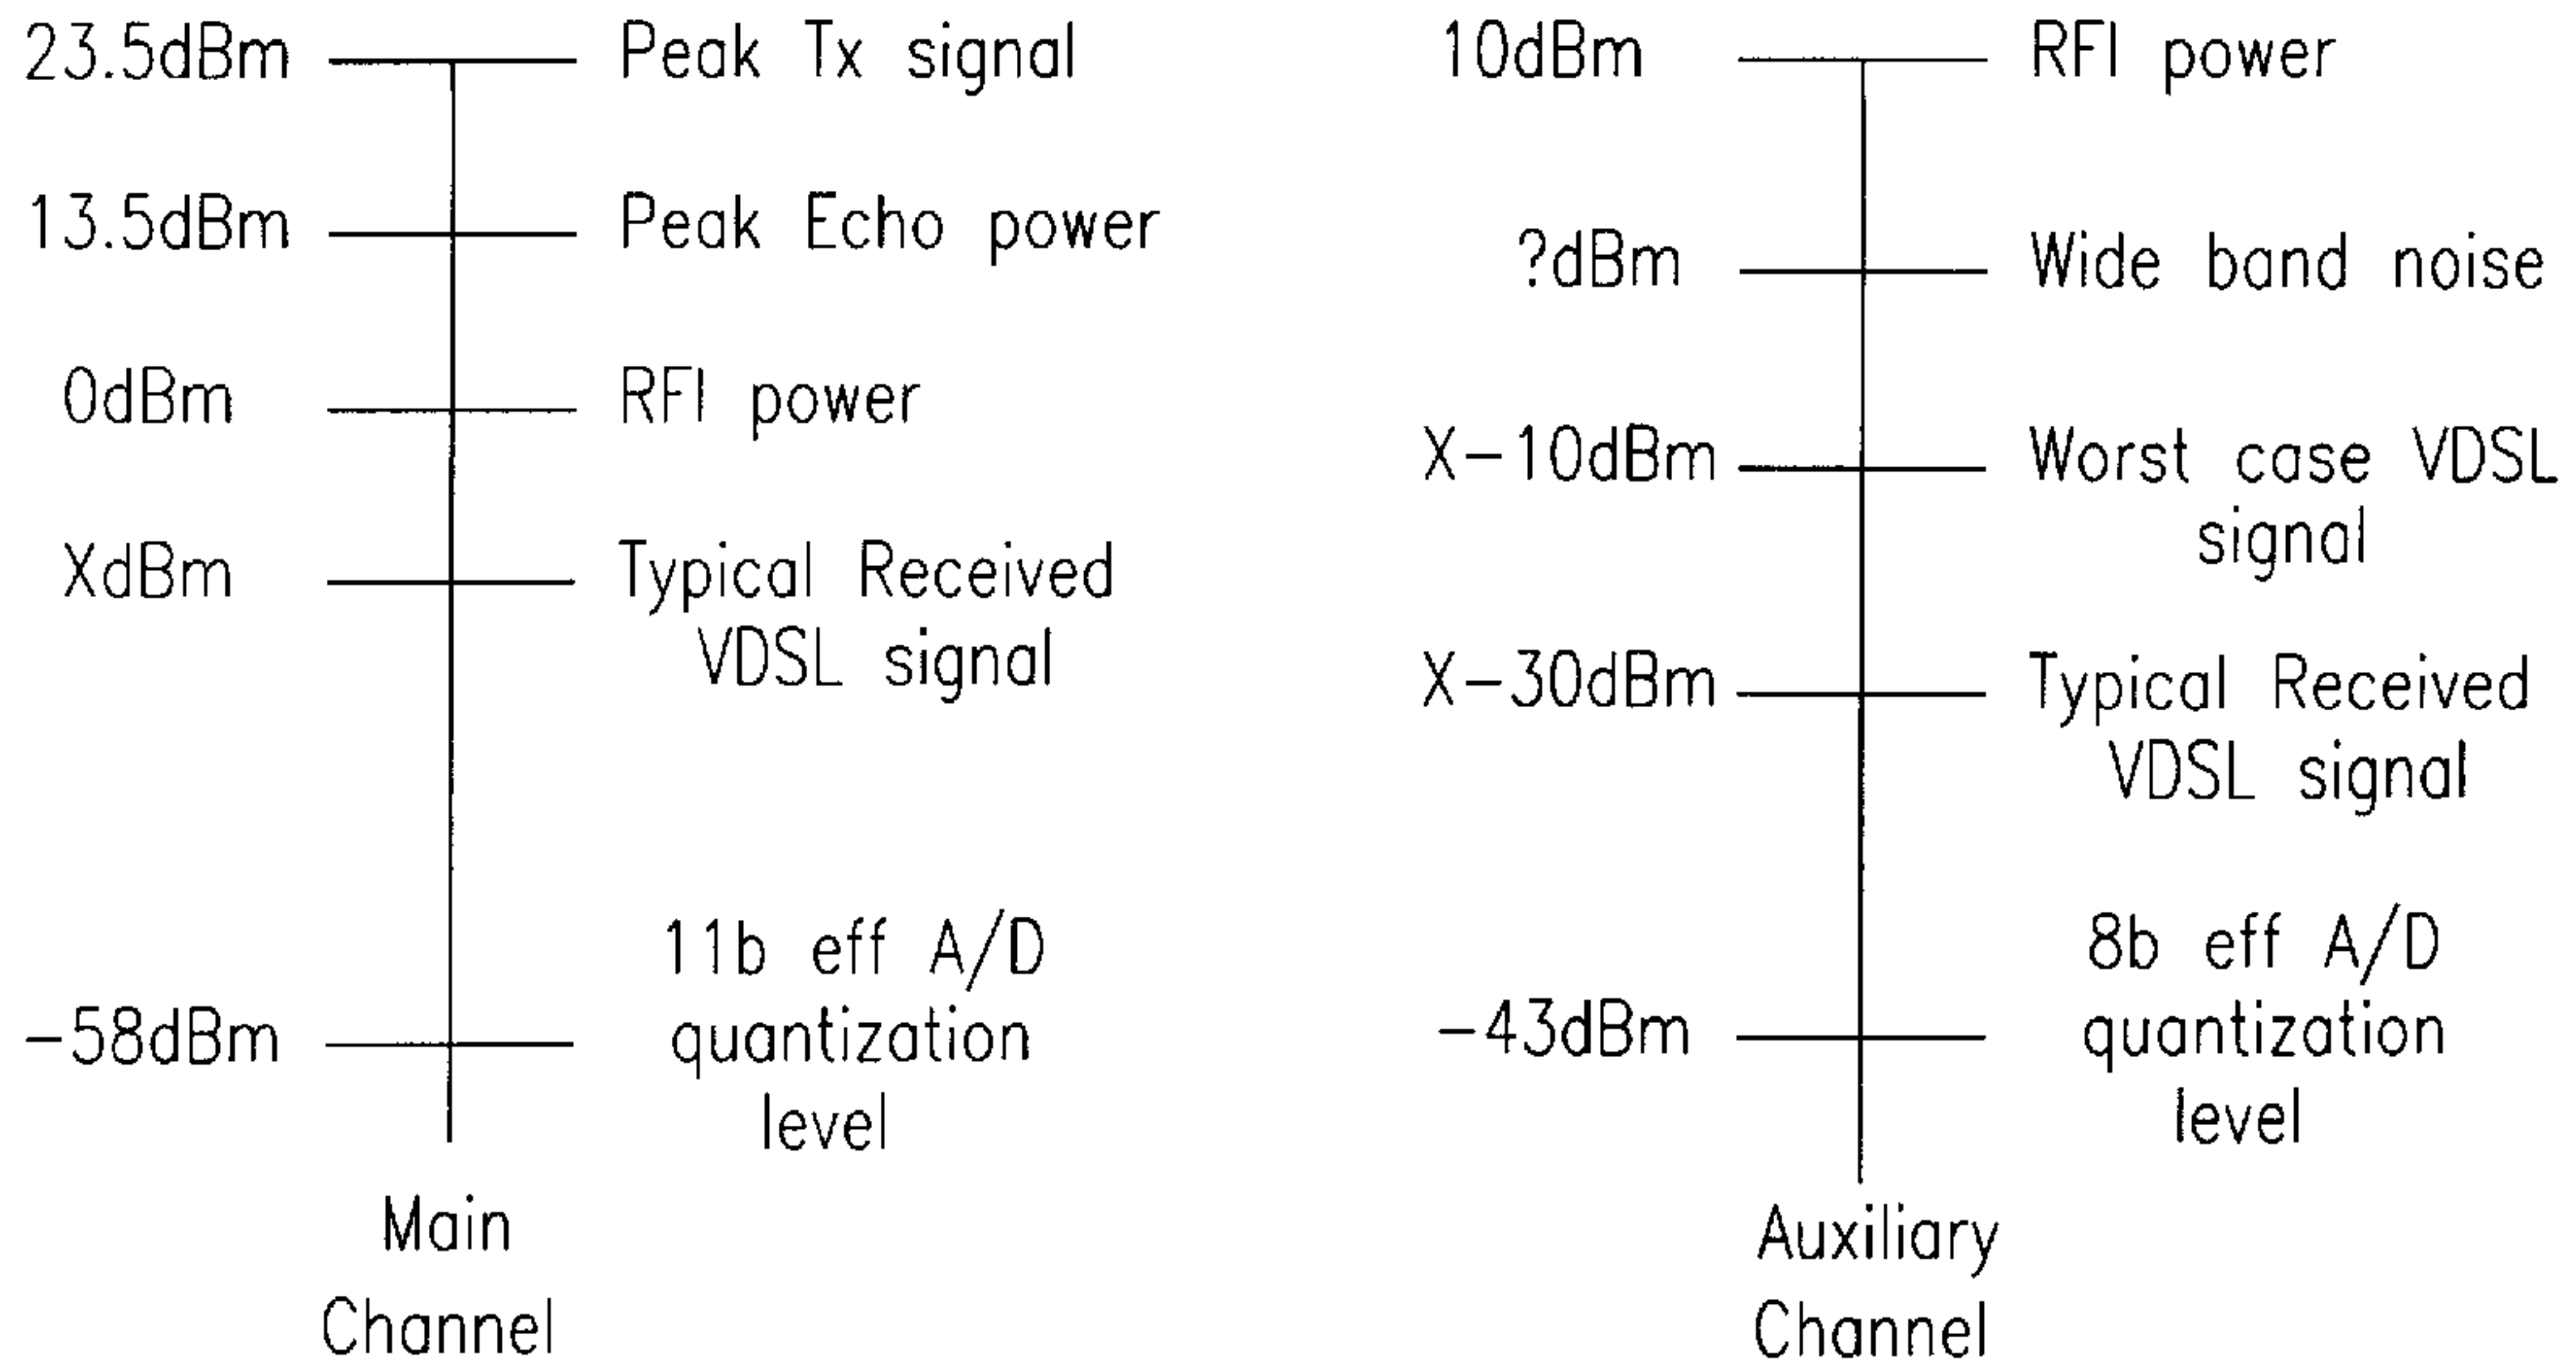 23.5dBm Peak Tx signal
13.5dBm Peak Echo power
0dBm RFI power
XdBm Typical Received
VDSL signal
11b eff A/D
-58dBm quantization
level
Main
Channel
10dBm RFI power
?dBm Wide band noise
X-10dBm Worst case VDSL
signal
X-30dBm Typical Received
VDSL signal
8b eff A/D
-43dBm quantization
level
Auxiliary
Channel